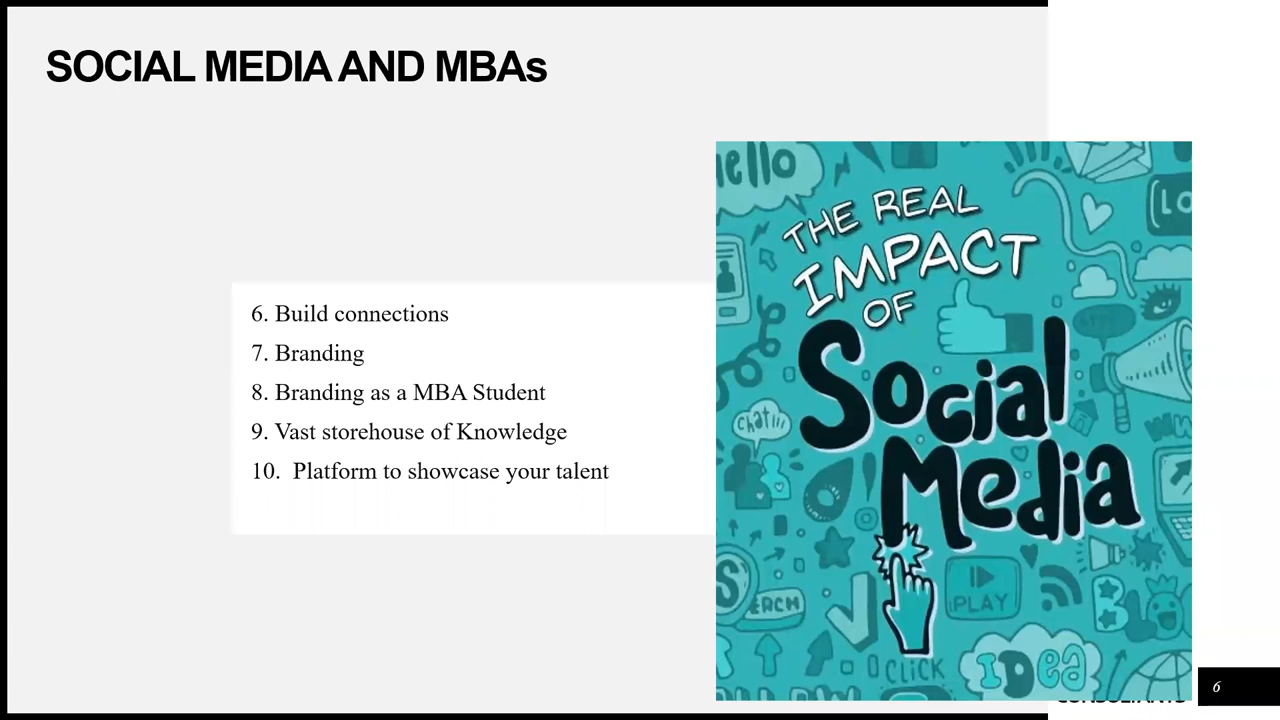 SOCIAL MEDIA AND MBAs
6. Build connections
7. Branding
8. Branding as a MBA Student
9. Vast storehouse of Knowledge
10. Platform to showcase your talent
hello
THE REAL
IMPACT
OF
Social
Media
Chat
PLAY
CLICK
IDEA
6